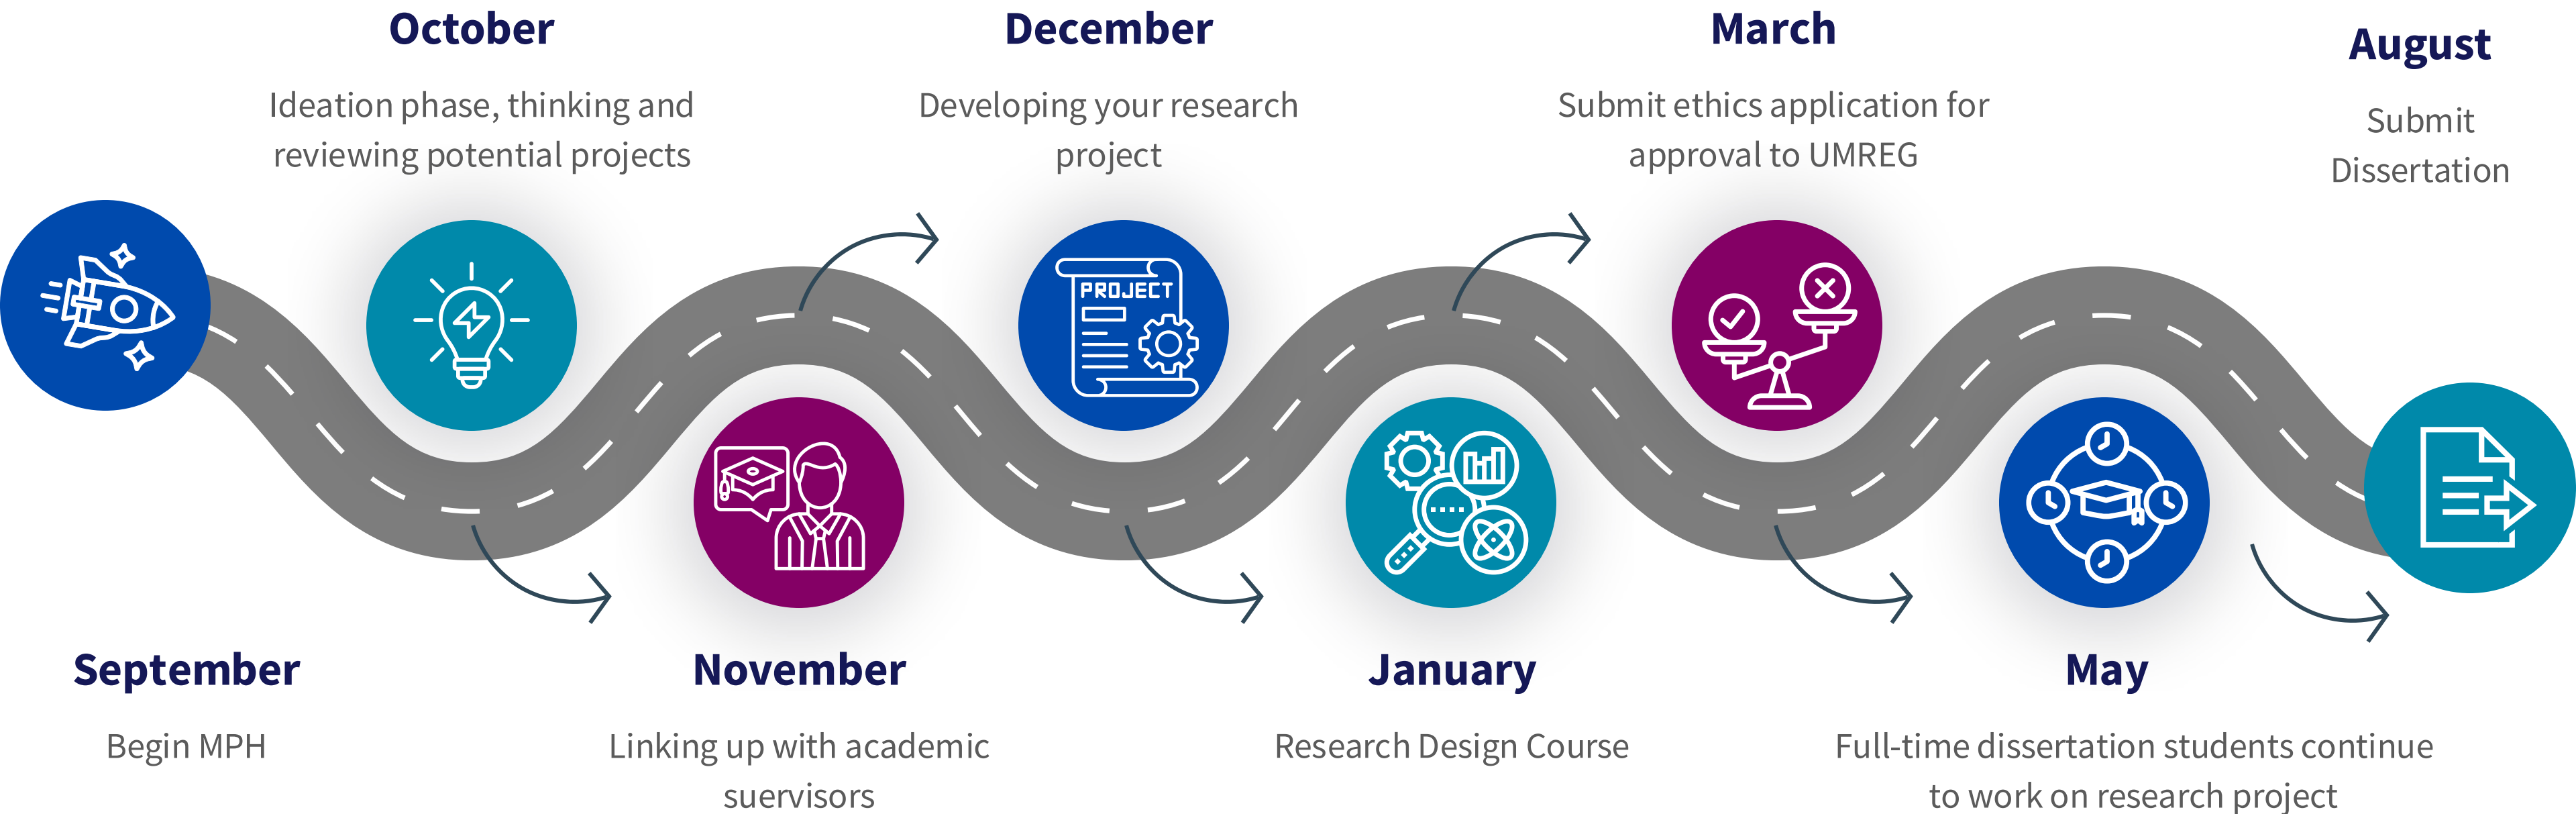 September
Begin MPH
October
Ideation phase, thinking and
reviewing potential projects
November
Linking up with academic
suervisors
December
Developing your research
project
PROJECT
January
Research Design Course
March
Submit ethics application for
approval to UMREG
May
Full-time dissertation students continue
to work on research project
August
Submit
Dissertation